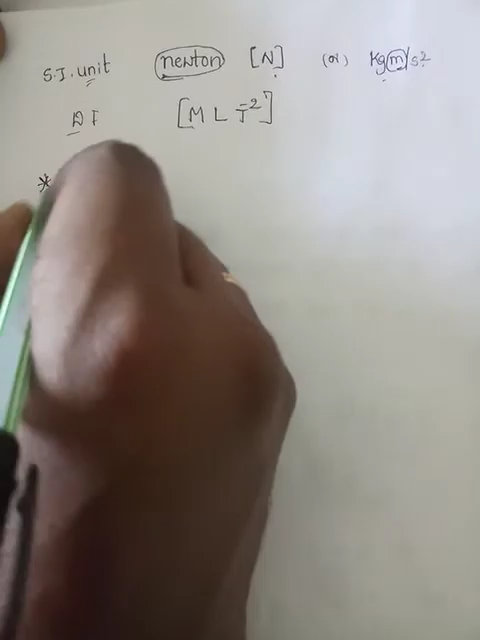 S.I. unit newton [N] (or) Kg m/s²
D F [M L T⁻²]
*